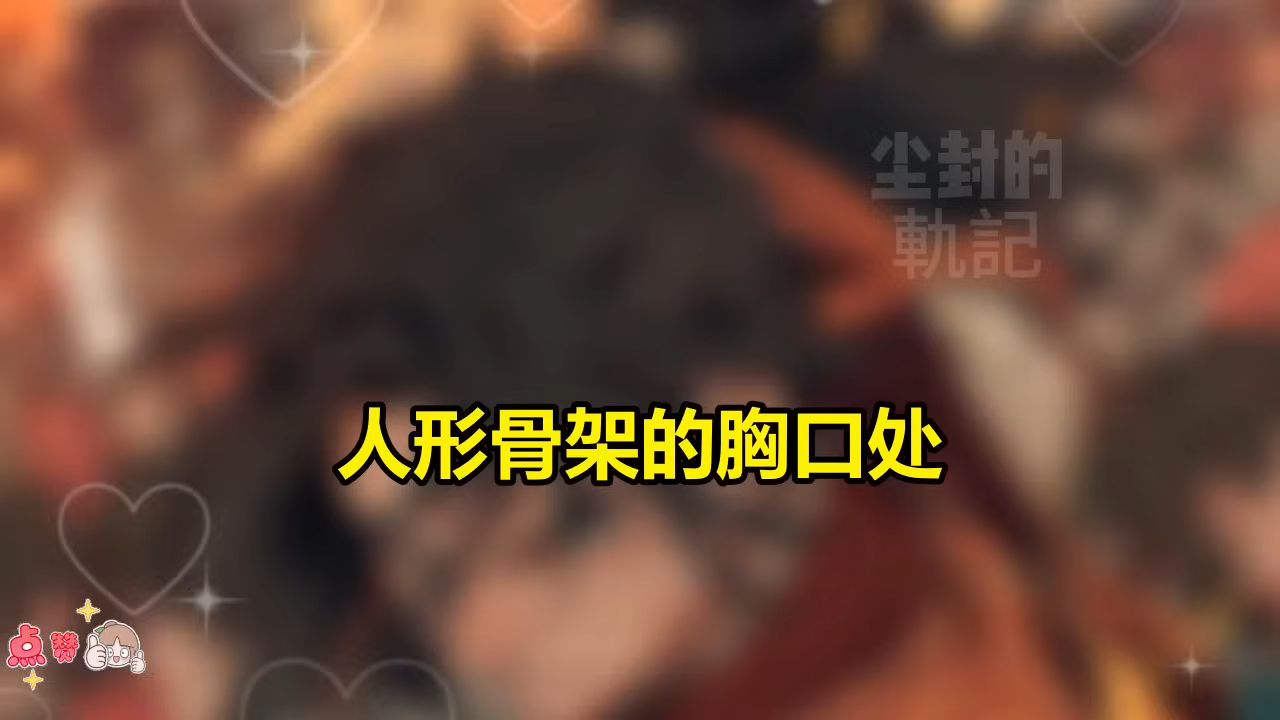 尘封的
軌記
人形骨架的胸口处
点赞